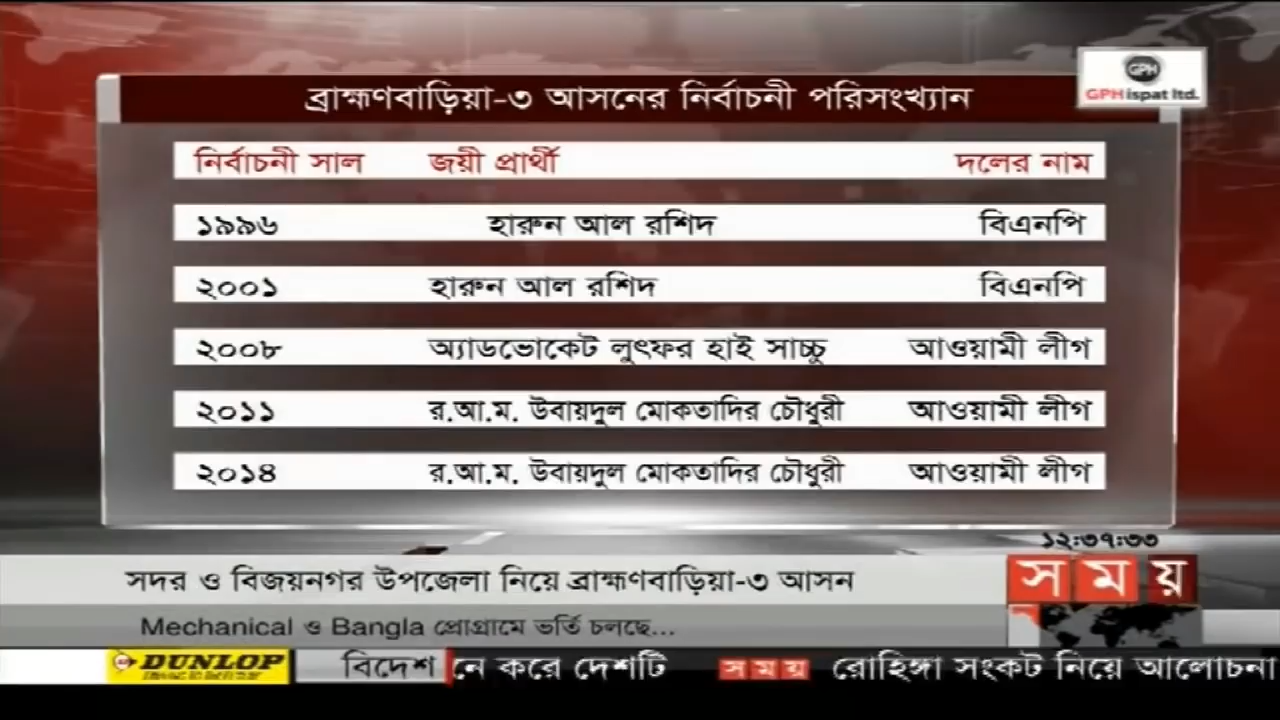 ব্রাহ্মণবাড়িয়া-৩ আসনের নির্বাচনী পরিসংখ্যান
GPH
GPH ispat ltd.
নির্বাচনী সাল জয়ী প্রার্থী দলের নাম
১৯৯৬ হারুন আল রশিদ বিএনপি
২০০১ হারুন আল রশিদ বিএনপি
২০০৮ অ্যাডভোকেট লুৎফর হাই সাচ্চু আওয়ামী লীগ
২০১১ র.আ.ম. উবায়দুল মোকতাদির চৌধুরী আওয়ামী লীগ
২০১৪ র.আ.ম. উবায়দুল মোকতাদির চৌধুরী আওয়ামী লীগ
১২:৩৭:৩৩
সদর ও বিজয়নগর উপজেলা নিয়ে ব্রাহ্মণবাড়িয়া-৩ আসন
সময়
Mechanical ও Bangla প্রোগ্রামে ভর্তি চলছে...
DUNLOP বিদেশ নে করে দেশটি সময় রোহিঙ্গা সংকট নিয়ে আলোচনা